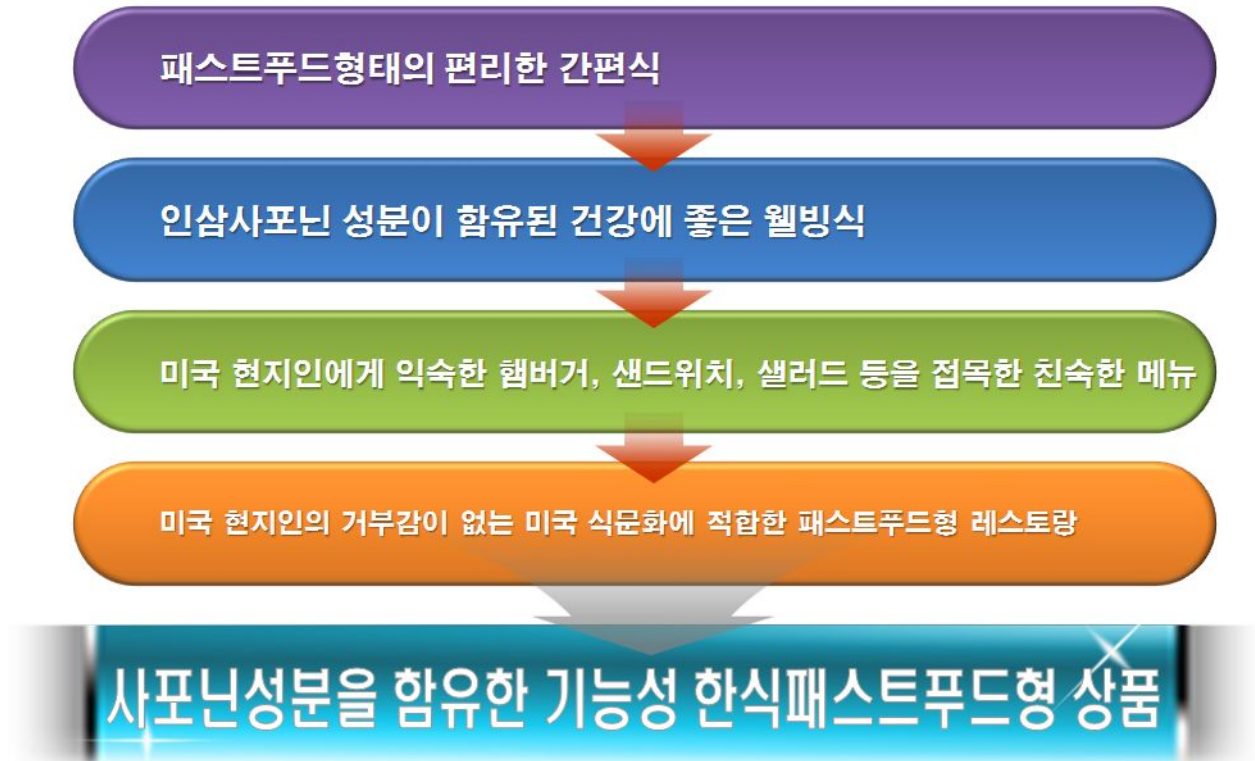 패스트푸드형태의 편리한 간편식
인삼사포닌 성분이 함유된 건강에 좋은 웰빙식
미국 현지인에게 익숙한 햄버거, 샌드위치, 샐러드 등을 접목한 친숙한 메뉴
미국 현지인의 거부감이 없는 미국 식문화에 적합한 패스트푸드형 레스토랑
사포닌성분을 함유한 기능성 한식패스트푸드형 상품